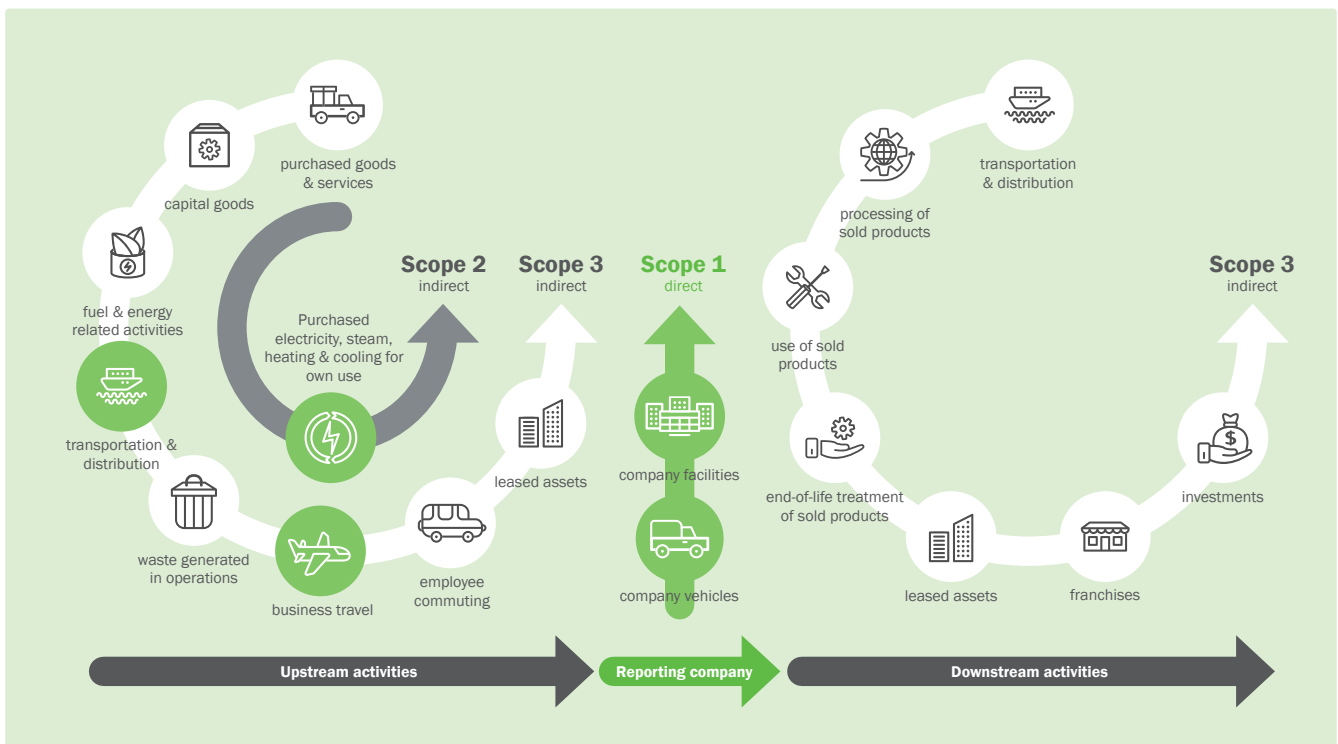 purchased goods
& services
capital goods
fuel & energy
related activities
transportation &
distribution
waste generated
in operations
business travel
employee
commuting
leased assets
Scope 3
indirect
Scope 2
indirect
Purchased
electricity, steam,
heating & cooling for
own use
Scope 1
direct
company facilities
company vehicles
transportation
& distribution
processing of
sold products
use of sold
products
end-of-life treatment
of sold products
leased assets
franchises
investments
$
Scope 3
indirect
Upstream activities
Reporting company
Downstream activities